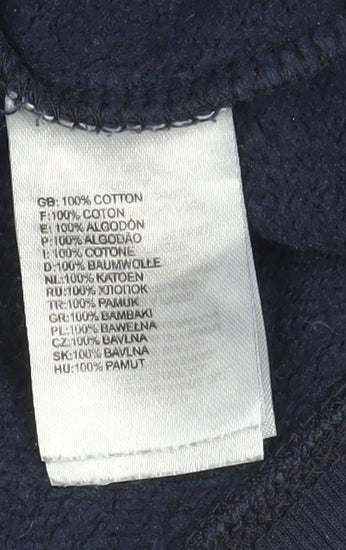 GB: 100% COTTON
F: 100% COTON
E: 100% ALGODÓN
P: 100% ALGODÃO
I: 100% COTONE
D: 100% BAUMWOLLE
NL: 100% KATOEN
RU: 100% ХЛОПОК
TR: 100% PAMUK
GR: 100% BAMBAKI
PL: 100% BAWEŁNA
CZ: 100% BAVLNA
SK: 100% BAVLNA
HU: 100% PAMUT